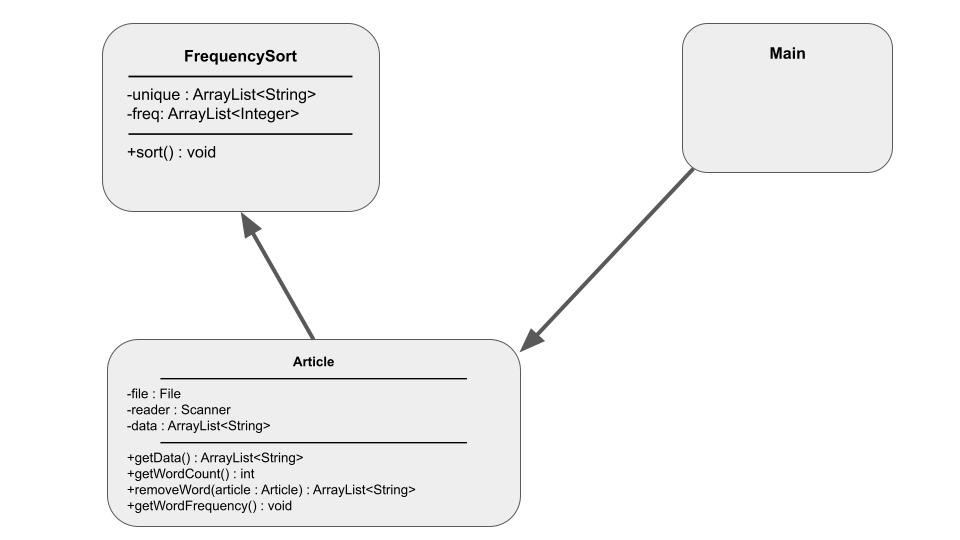 FrequencySort
-unique : ArrayList<String>
-freq: ArrayList<Integer>
+sort() : void
Main
Article
-file : File
-reader : Scanner
-data : ArrayList<String>
+getData() : ArrayList<String>
+getWordCount() : int
+removeWord(article : Article) : ArrayList<String>
+getWordFrequency() : void